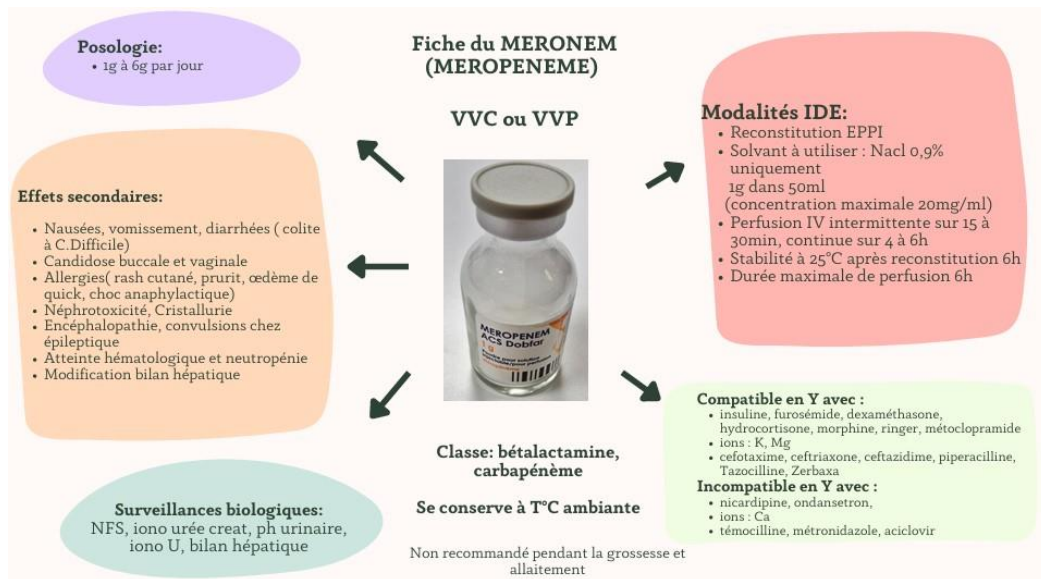 Fiche du MERONEM
(MEROPENEME)
VVC ou VVP
Posologie:
• 1g à 6g par jour
Effets secondaires:
• Nausées, vomissement, diarrhées ( colite
à C.Difficile)
• Candidose buccale et vaginale
• Allergies( rash cutané, prurit, œdème de
quick, choc anaphylactique)
• Néphrotoxicité, Cristallurie
• Encéphalopathie, convulsions chez
épileptique
• Atteinte hématologique et neutropénie
• Modification bilan hépatique
Surveillances biologiques:
NFS, iono urée creat, ph urinaire,
iono U, bilan hépatique
MEROPENEM
ACS Dobfar
1 g
Classe: bétalactamine,
carbapénème
Se conserve à T°C ambiante
Non recommandé pendant la grossesse et
allaitement
Modalités IDE:
• Reconstitution EPPI
• Solvant à utiliser : Nacl 0,9%
uniquement
1g dans 50ml
(concentration maximale 20mg/ml)
• Perfusion IV intermittente sur 15 à
30min, continue sur 4 à 6h
• Stabilité à 25°C après reconstitution 6h
• Durée maximale de perfusion 6h
Compatible en Y avec :
• insuline, furosémide, dexaméthasone,
hydrocortisone, morphine, ringer, métoclopramide
• ions : K, Mg
• cefotaxime, ceftriaxone, ceftazidime, piperacilline,
Tazocilline, Zerbaxa
Incompatible en Y avec :
• nicardipine, ondansetron,
• ions : Ca
• témocilline, métronidazole, aciclovir